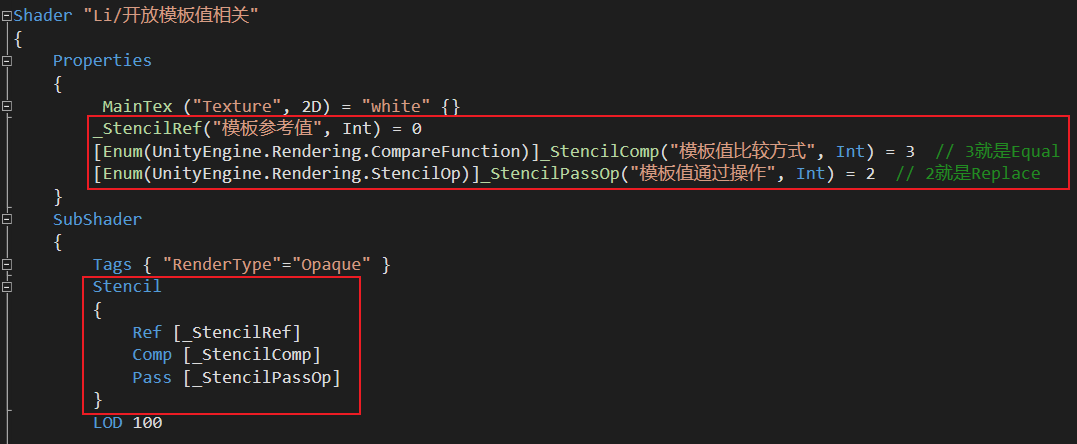 Shader "Li/开放模板值相关"
{
Properties
{
_MainTex ("Texture", 2D) = "white" {}
_StencilRef("模板参考值", Int) = 0
[Enum(UnityEngine.Rendering.CompareFunction)]_StencilComp("模板值比较方式", Int) = 3  // 3就是Equal
[Enum(UnityEngine.Rendering.StencilOp)]_StencilPassOp("模板值通过操作", Int) = 2  // 2就是Replace
}
SubShader
{
Tags { "RenderType"="Opaque" }
Stencil
{
Ref [_StencilRef]
Comp [_StencilComp]
Pass [_StencilPassOp]
}
LOD 100